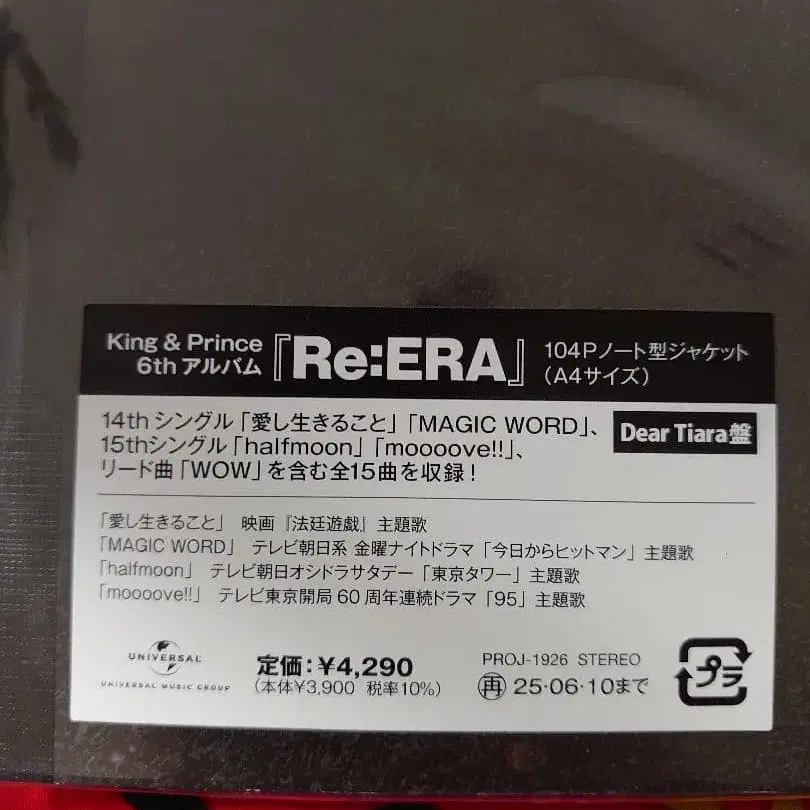 King & Prince
6th アルバム『Re:ERA』
104Pノート型ジャケット
(A4サイズ)
14thシングル「愛し生きること」「MAGIC WORD」、
15thシングル「halfmoon」「moooove!!」、
リード曲「WOW」を含む全15曲を収録!
Dear Tiara盤
「愛し生きること」 映画『法廷遊戯』主題歌
「MAGIC WORD」 テレビ朝日系 金曜ナイトドラマ「今日からヒットマン」主題歌
「halfmoon」 テレビ朝日オシドラサタデー「東京タワー」主題歌
「moooove!!」 テレビ東京開局60周年連続ドラマ「95」主題歌
UNIVERSAL
UNIVERSAL MUSIC GROUP
定価:¥4,290
(本体¥3,900 税率10%)
PROJ-1926 STEREO
再 25・06・10まで
プラ